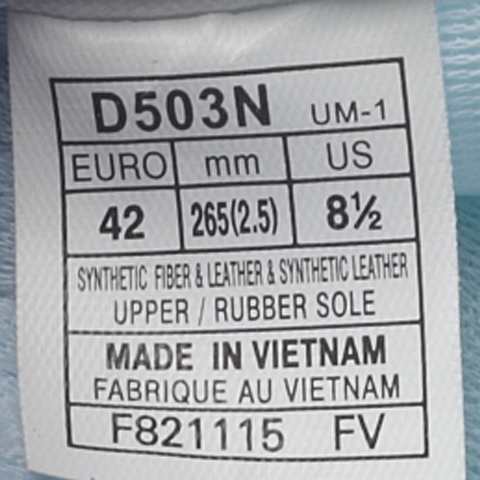 D503N UM-1
EURO mm US
42 265(2.5) 8½
SYNTHETIC FIBER & LEATHER & SYNTHETIC LEATHER
UPPER / RUBBER SOLE
MADE IN VIETNAM
FABRIQUE AU VIETNAM
F821115 FV